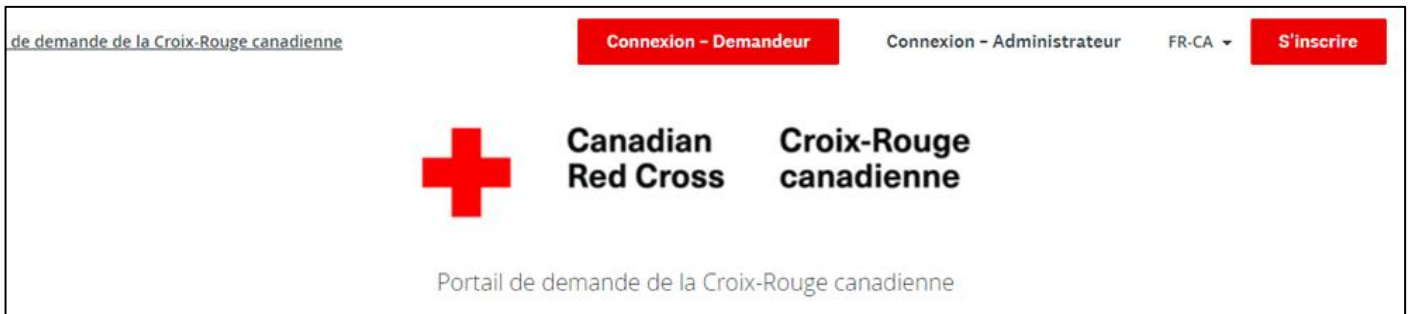 de demande de la Croix-Rouge canadienne
Connexion – Demandeur
Connexion – Administrateur
FR-CA
S'inscrire
Canadian
Red Cross
Croix-Rouge
canadienne
Portail de demande de la Croix-Rouge canadienne